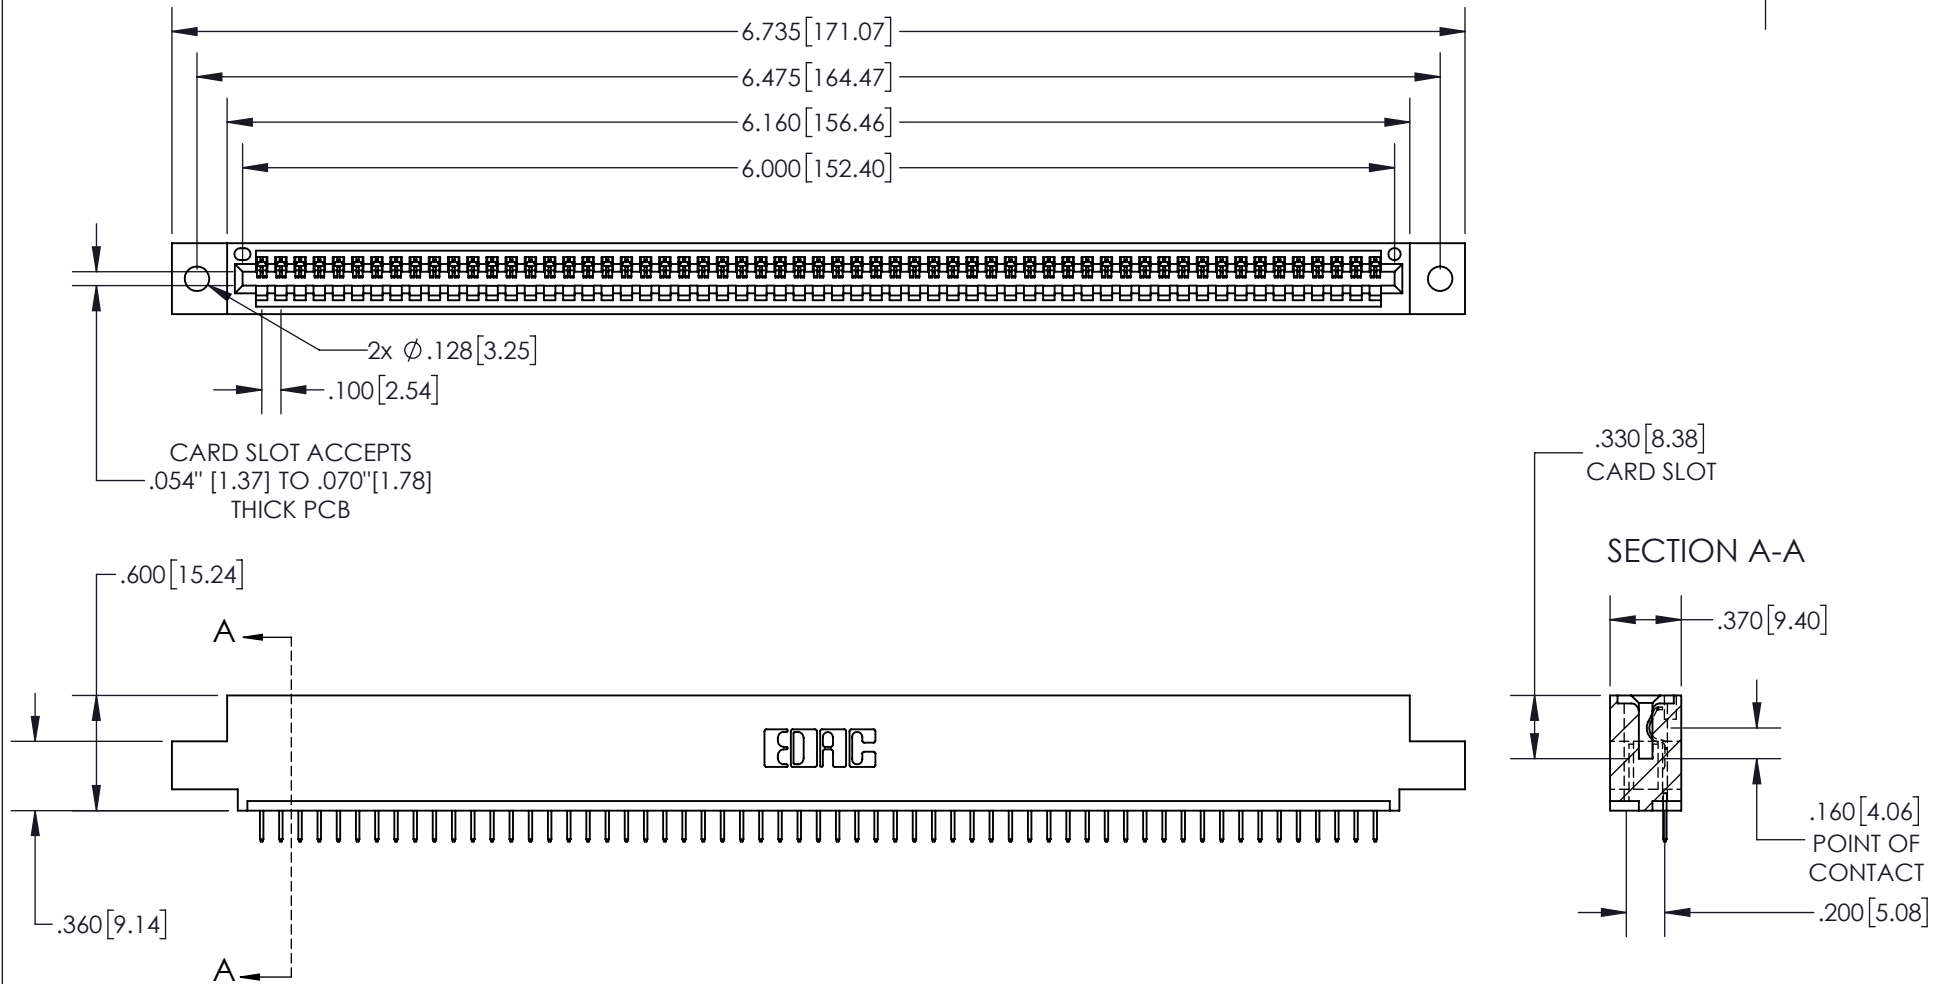 6.735[171.07]
6.475[164.47]
6.160[156.46]
6.000[152.40]
2x Ø.128[3.25]
.100[2.54]
CARD SLOT ACCEPTS
.054" [1.37] TO .070"[1.78]
THICK PCB
.330[8.38]
CARD SLOT
SECTION A-A
.600[15.24]
.370[9.40]
A
EDAC
.160[4.06]
POINT OF
CONTACT
.200[5.08]
.360[9.14]
A